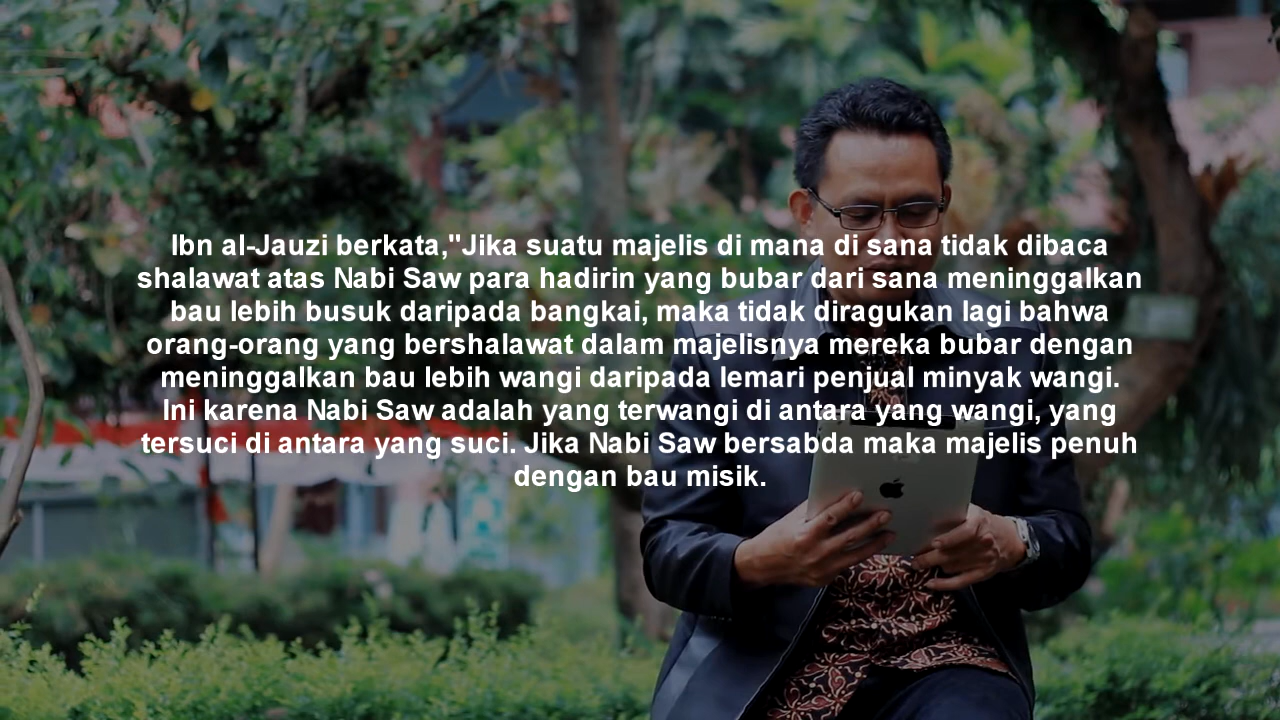 Ibn al-Jauzi berkata,"Jika suatu majelis di mana di sana tidak dibaca
shalawat atas Nabi Saw para hadirin yang bubar dari sana meninggalkan
bau lebih busuk daripada bangkai, maka tidak diragukan lagi bahwa
orang-orang yang bershalawat dalam majelisnya mereka bubar dengan
meninggalkan bau lebih wangi daripada lemari penjual minyak wangi.
Ini karena Nabi Saw adalah yang terwangi di antara yang wangi, yang
tersuci di antara yang suci. Jika Nabi Saw bersabda maka majelis penuh
dengan bau misik.